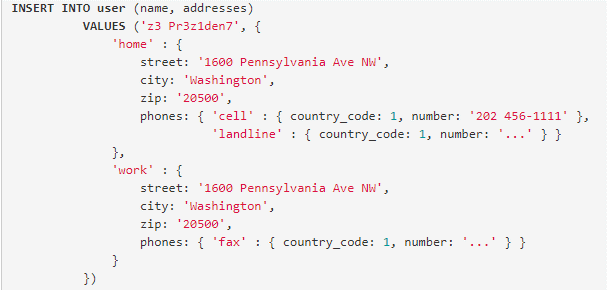 INSERT INTO user (name, addresses)
VALUES ('z3 Pr3z1den7', {
'home' : {
street: '1600 Pennsylvania Ave NW',
city: 'Washington',
zip: '20500',
phones: { 'cell' : { country_code: 1, number: '202 456-1111' },
'landline' : { country_code: 1, number: '...' } }
},
'work' : {
street: '1600 Pennsylvania Ave NW',
city: 'Washington',
zip: '20500',
phones: { 'fax' : { country_code: 1, number: '...' } }
}
})